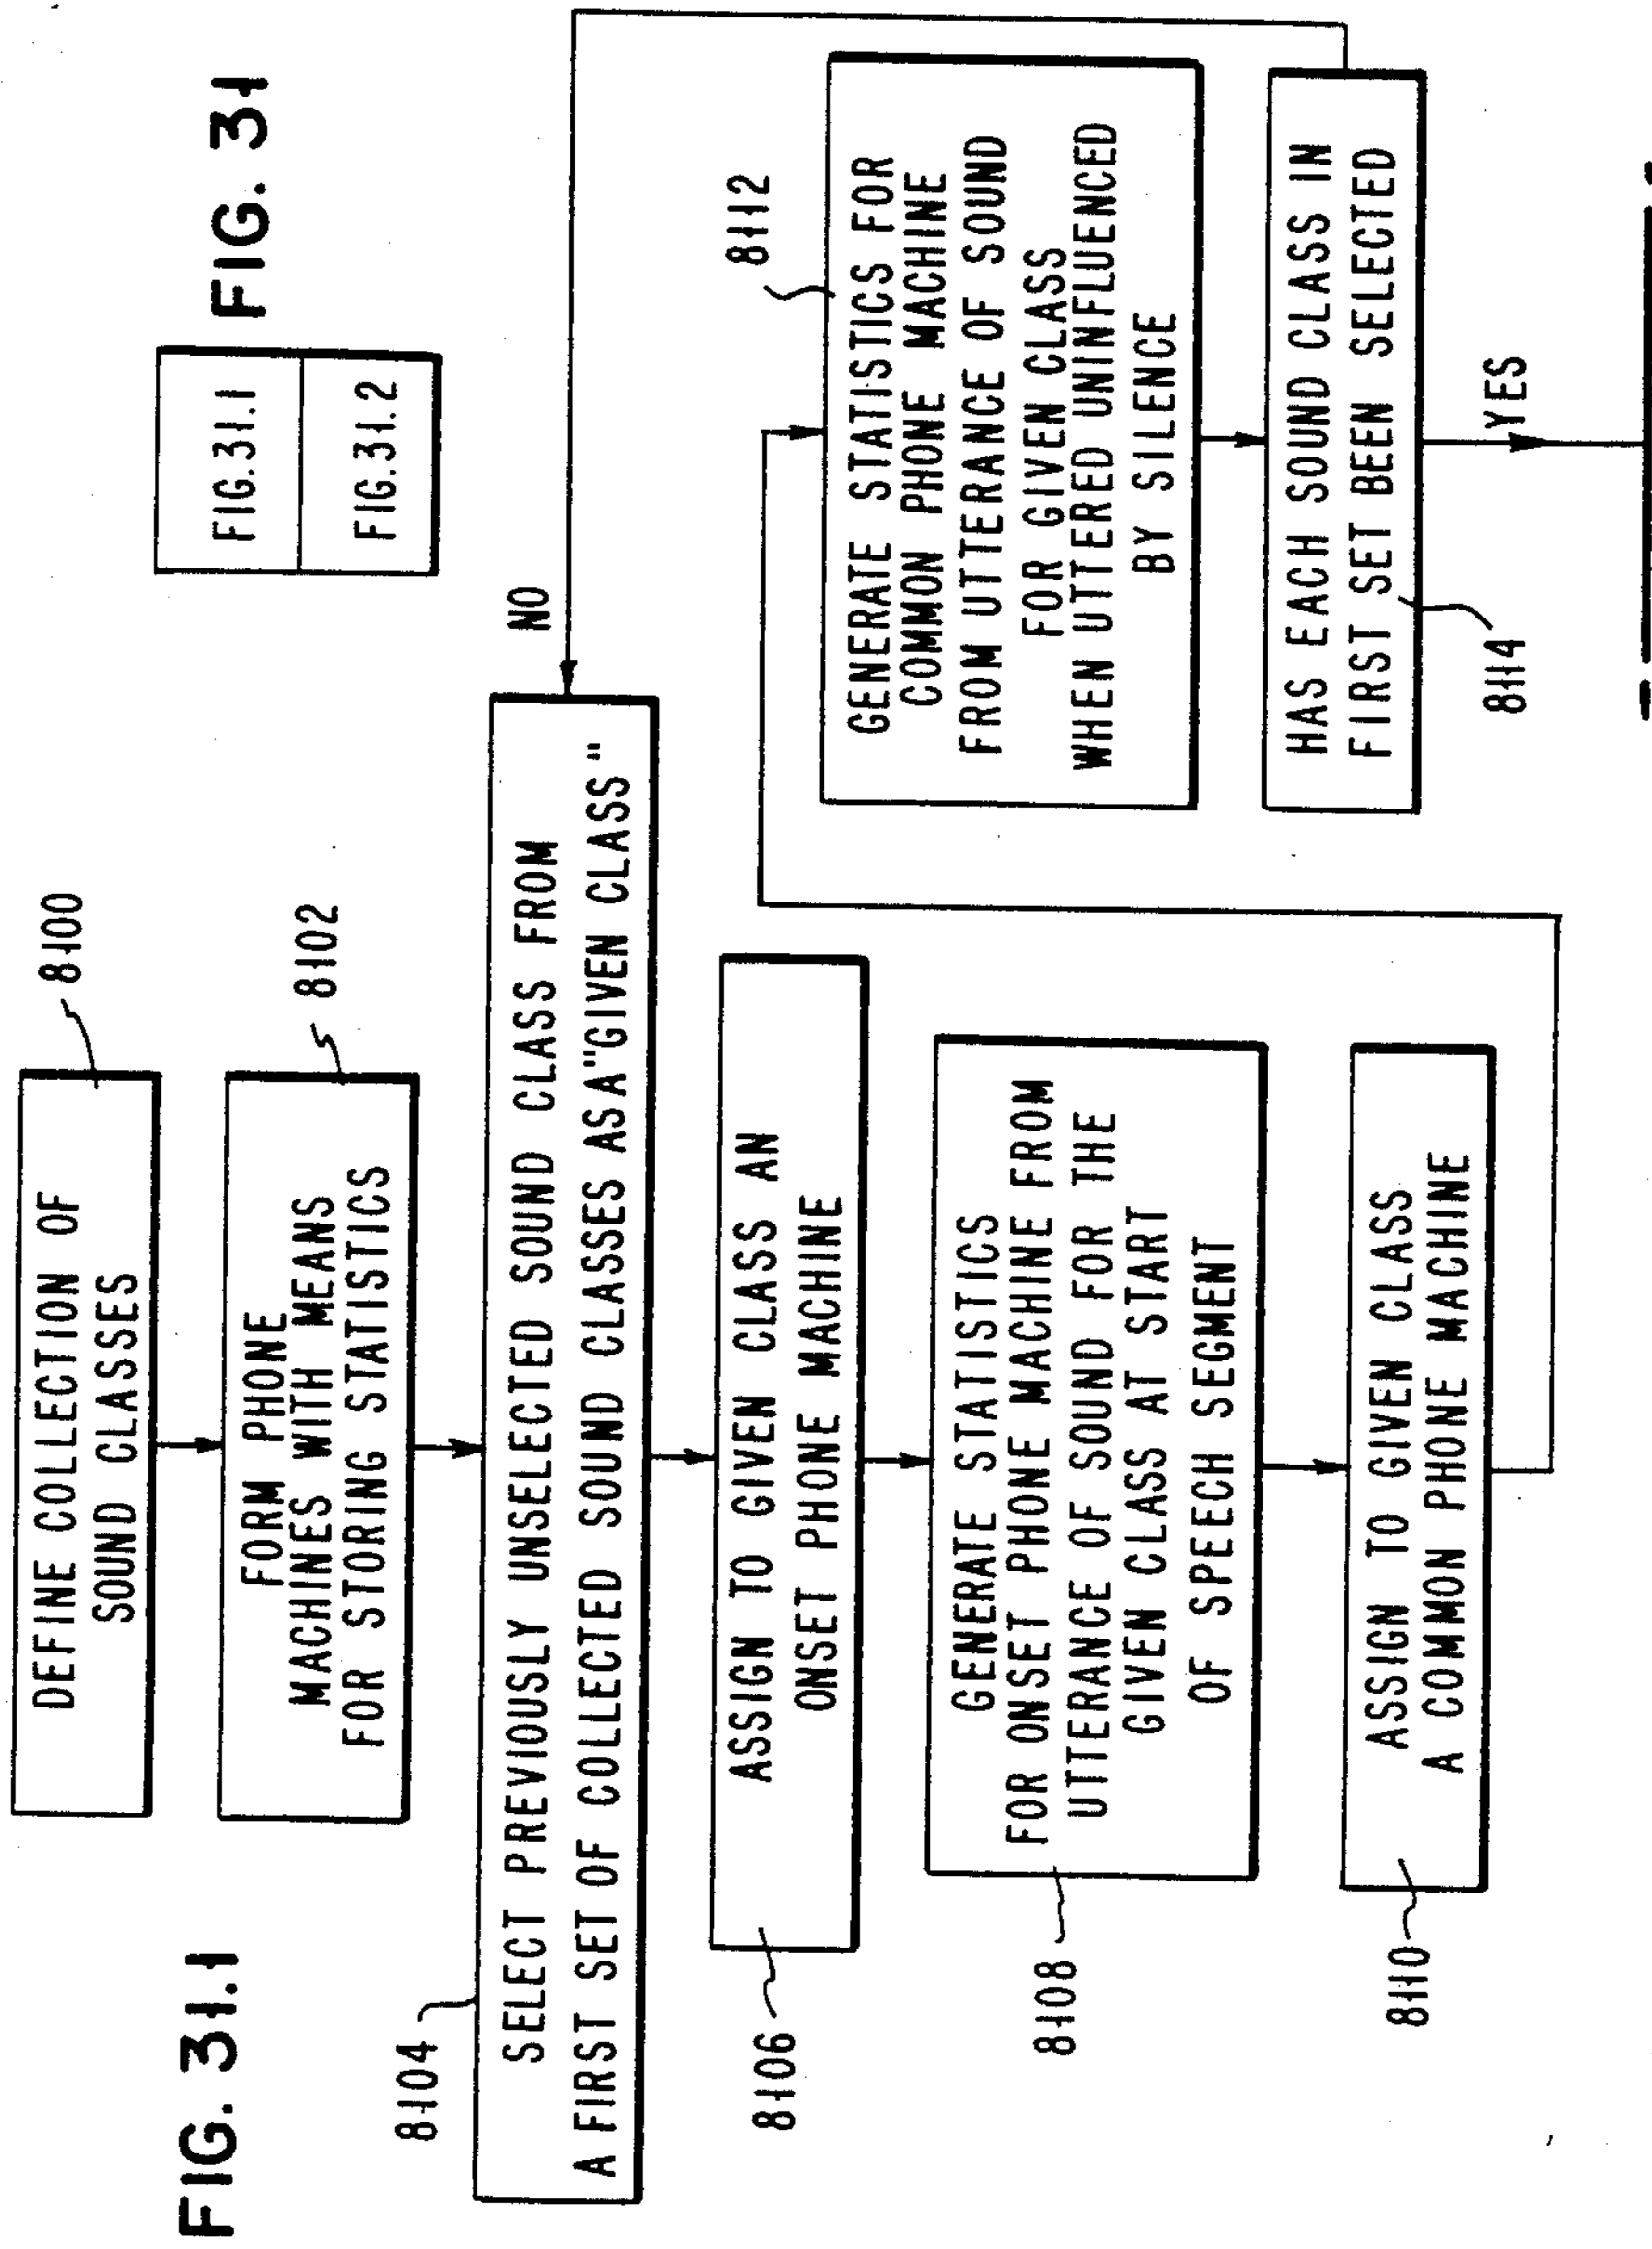 FIG. 31.1
FIG. 31
FIG.31.1
FIG.31.2
8100
DEFINE COLLECTION OF
SOUND CLASSES
8102
FORM PHONE
MACHINES WITH MEANS
FOR STORING STATISTICS
NO
8104
SELECT PREVIOUSLY UNSELECTED SOUND CLASS FROM
A FIRST SET OF COLLECTED SOUND CLASSES AS A "GIVEN CLASS"
8106
ASSIGN TO GIVEN CLASS AN
ONSET PHONE MACHINE
8108
GENERATE STATISTICS
FOR ONSET PHONE MACHINE FROM
UTTERANCE OF SOUND FOR THE
GIVEN CLASS AT START
OF SPEECH SEGMENT
8110
ASSIGN TO GIVEN CLASS
A COMMON PHONE MACHINE
8112
GENERATE STATISTICS FOR
COMMON PHONE MACHINE
FROM UTTERANCE OF SOUND
FOR GIVEN CLASS
WHEN UTTERED UNINFLUENCED
BY SILENCE
HAS EACH SOUND CLASS IN
FIRST SET BEEN SELECTED
8114
YES